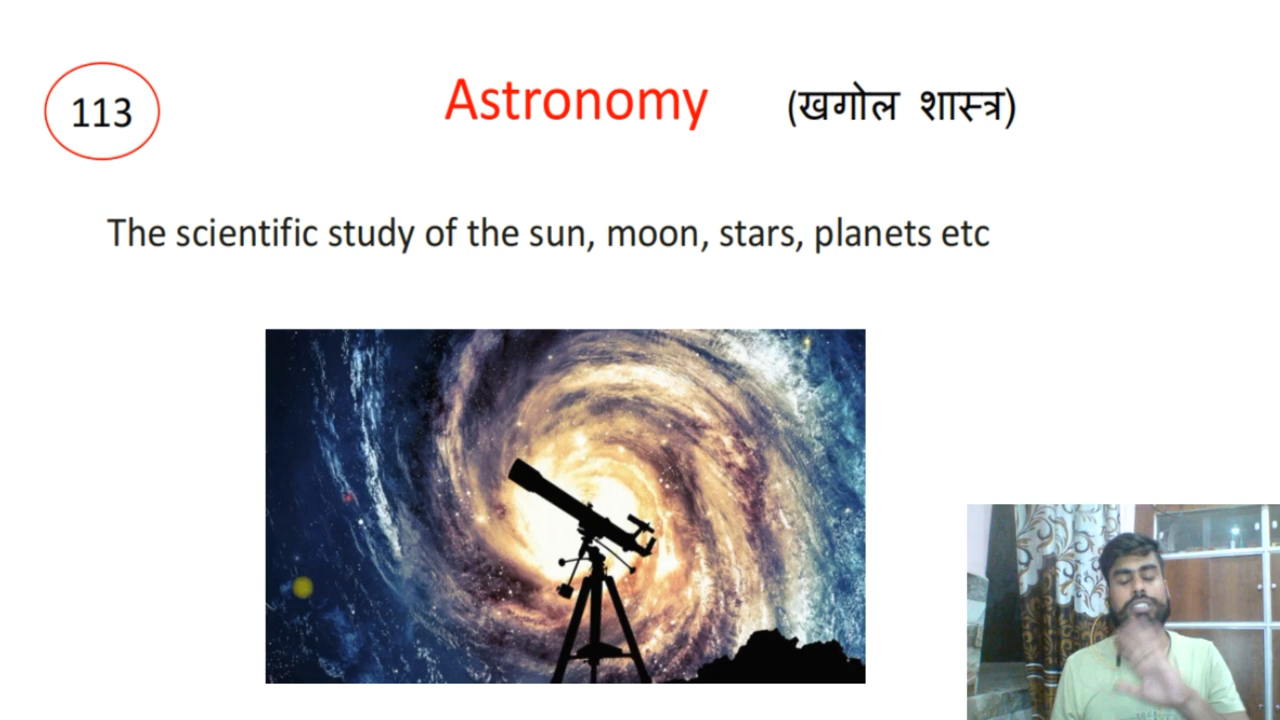 113
Astronomy (खगोल शास्त्र)
The scientific study of the sun, moon, stars, planets etc